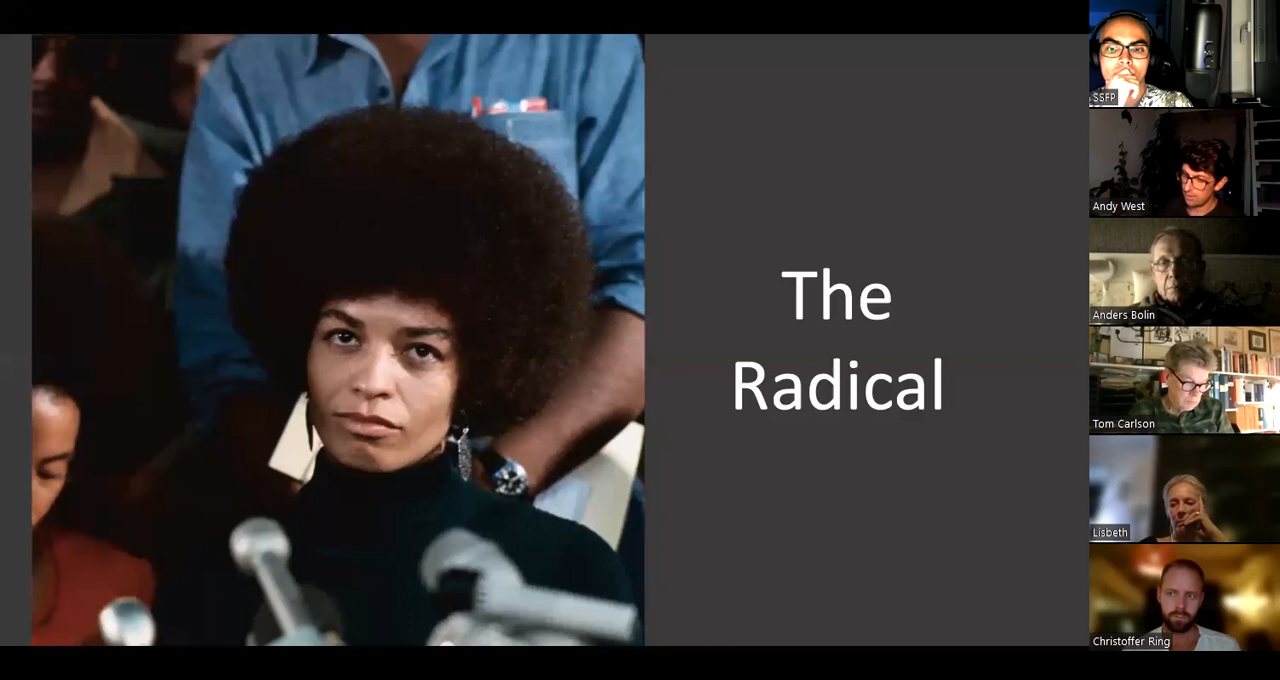 The
Radical
SSFP
Andy West
Anders Bolin
Tom Carlson
Lisbeth
Christoffer Ring